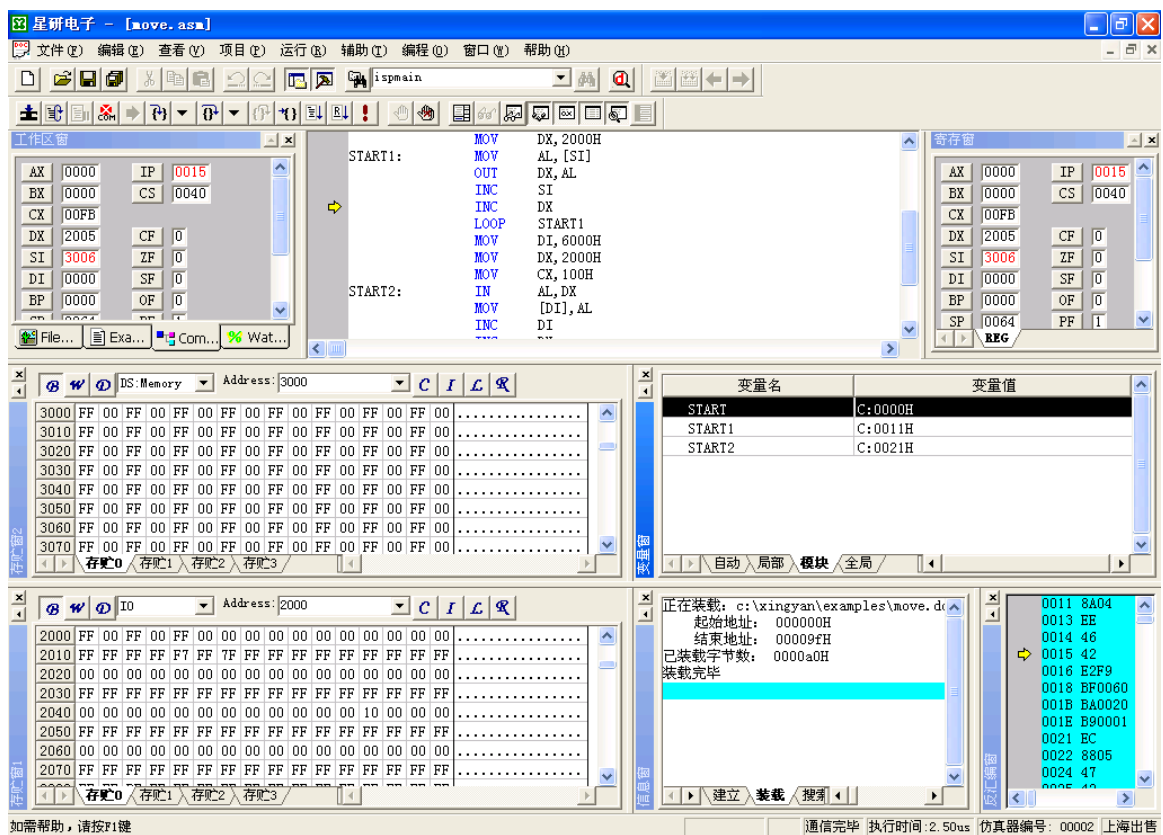 星研电子 - [move.asm]
文件(F) 编辑(E) 查看(V) 项目(P) 运行(R) 辅助(T) 编程(O) 窗口(W) 帮助(H)
ispmain
工作区窗
AX 0000 IP 0015
BX 0000 CS 0040
CX 00FB
DX 2005 CF 0
SI 3006 ZF 0
DI 0000 SF 0
BP 0000 OF 0
File... Exa... Com... Wat...
MOV DX,2000H
START1: MOV AL,[SI]
OUT DX,AL
INC SI
INC DX
LOOP START1
MOV DI,6000H
MOV DX,2000H
MOV CX,100H
START2: IN AL,DX
MOV [DI],AL
INC DI
寄存窗
AX 0000 IP 0015
BX 0000 CS 0040
CX 00FB
DX 2005 CF 0
SI 3006 ZF 0
DI 0000 SF 0
BP 0000 OF 0
SP 0064 PF 1
REG
存贮窗2
B W D DS:Memory Address: 3000 C I L R
3000 FF 00 FF 00 FF 00 FF 00 FF 00 FF 00 FF 00 FF 00 ................
3010 FF 00 FF 00 FF 00 FF 00 FF 00 FF 00 FF 00 FF 00 ................
3020 FF 00 FF 00 FF 00 FF 00 FF 00 FF 00 FF 00 FF 00 ................
3030 FF 00 FF 00 FF 00 FF 00 FF 00 FF 00 FF 00 FF 00 ................
3040 FF 00 FF 00 FF 00 FF 00 FF 00 FF 00 FF 00 FF 00 ................
3050 FF 00 FF 00 FF 00 FF 00 FF 00 FF 00 FF 00 FF 00 ................
3060 FF 00 FF 00 FF 00 FF 00 FF 00 FF 00 FF 00 FF 00 ................
3070 FF 00 FF 00 FF 00 FF 00 FF 00 FF 00 FF 00 FF 00 ................
存贮0 存贮1 存贮2 存贮3
变量窗
变量名 变量值
START C:0000H
START1 C:0011H
START2 C:0021H
自动 局部 模块 全局
存贮窗1
B W D IO Address: 2000 C I L R
2000 FF 00 FF 00 FF 00 00 00 00 00 00 00 00 00 00 00 ................
2010 FF FF FF FF F7 FF 7F FF FF FF FF FF FF FF FF FF ................
2020 00 00 00 00 00 00 00 00 00 00 00 00 00 00 00 00 ................
2030 FF FF FF FF FF FF FF FF FF FF FF FF FF FF FF FF ................
2040 00 00 00 00 00 00 00 00 00 00 00 00 10 00 00 00 ................
2050 FF FF FF FF FF FF FF FF FF FF FF FF FF FF FF FF ................
2060 00 00 00 00 00 00 00 00 00 00 00 00 00 00 00 00 ................
2070 FF FF FF FF FF FF FF FF FF FF FF FF FF FF FF FF ................
存贮0 存贮1 存贮2 存贮3
信息窗
正在装载: c:\xingyan\examples\move.do
起始地址: 000000H
结束地址: 00009fH
已装载字节数: 0000a0H
装载完毕
建立 装载 搜索
反汇编窗
0011 8A04
0013 EE
0014 46
0015 42
0016 E2F9
0018 BF0060
001B BA0020
001E B90001
0021 EC
0022 8805
0024 47
如需帮助，请按F1键 通信完毕 执行时间:2.50us 仿真器编号: 00002 上海出售